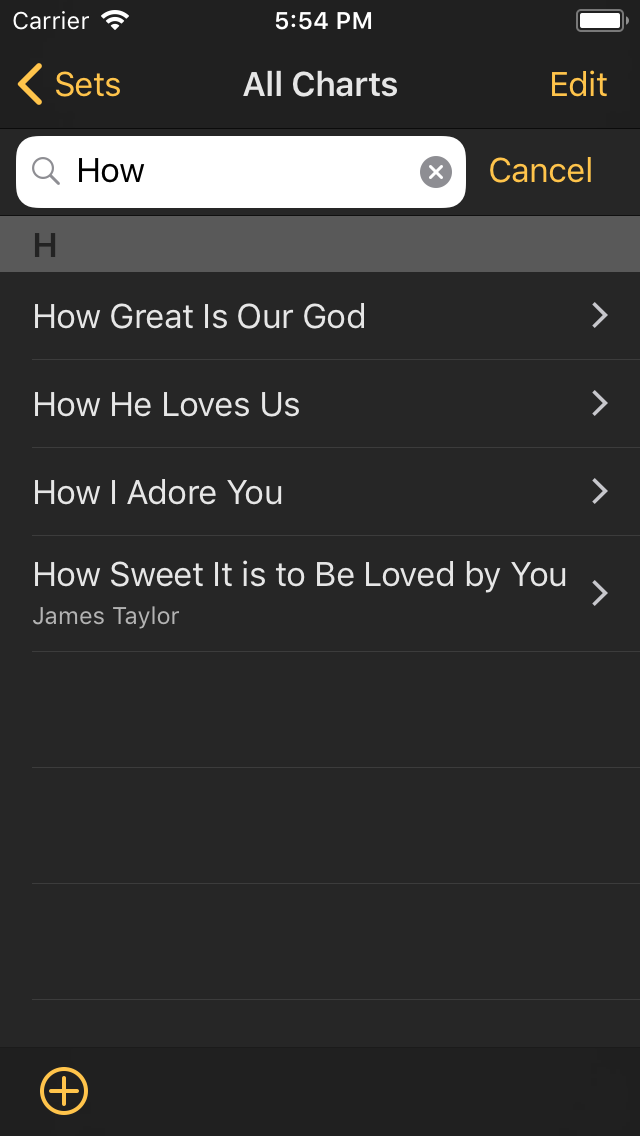 Carrier 5:54 PM
Sets All Charts Edit
How Cancel
H
How Great Is Our God
How He Loves Us
How I Adore You
How Sweet It is to Be Loved by You
James Taylor